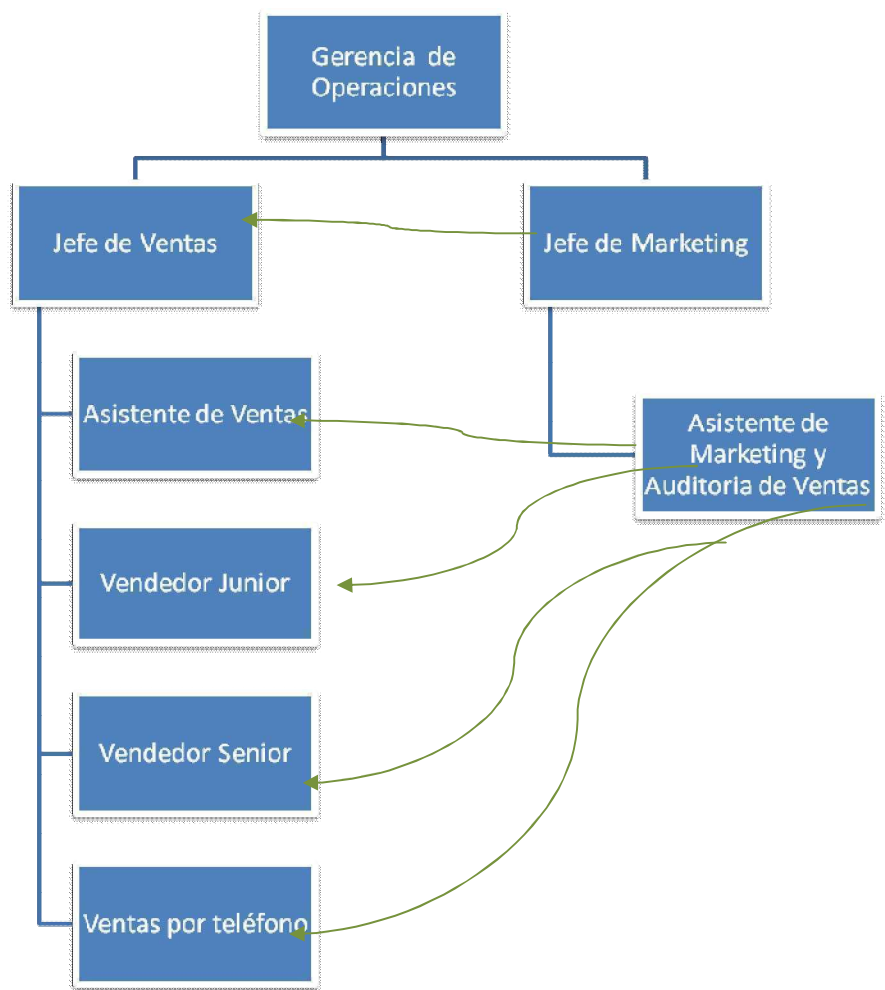 Gerencia de
Operaciones
Jefe de Ventas
Jefe de Marketing
Asistente de Ventas
Asistente de
Marketing y
Auditoria de Ventas
Vendedor Junior
Vendedor Senior
Ventas por teléfono